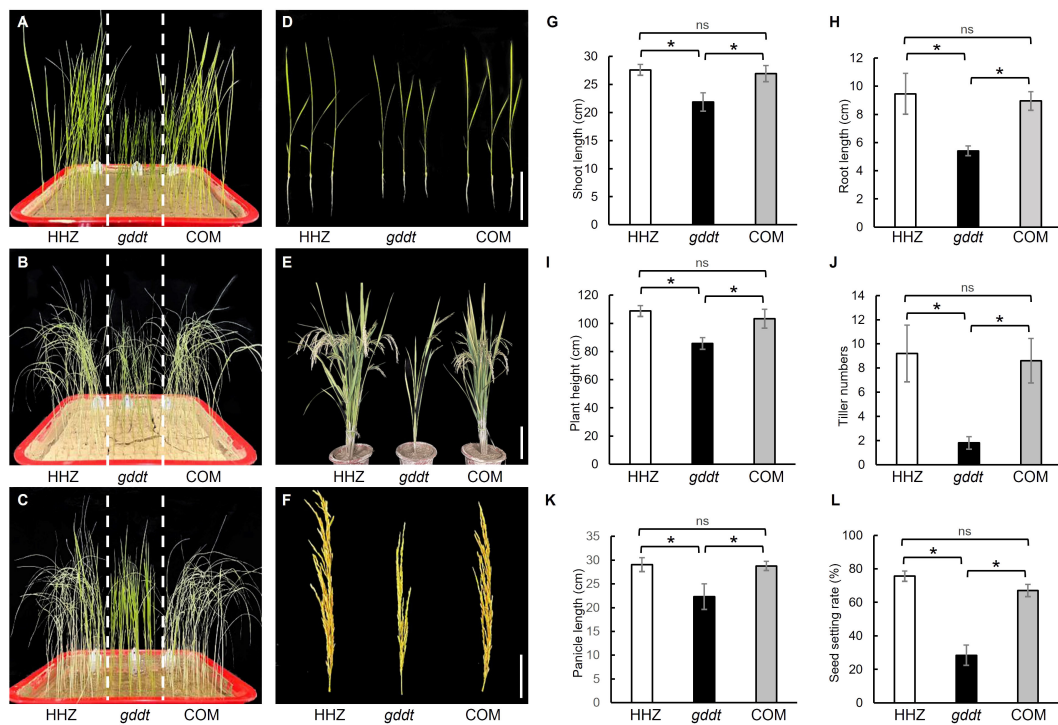 A
HHZ gddt COM
B
HHZ gddt COM
C
HHZ gddt COM
D
HHZ gddt COM
E
HHZ gddt COM
F
HHZ gddt COM
G
ns
* *
Shoot length (cm)
30
25
20
15
10
5
0
HHZ gddt COM
H
ns
* *
Root length (cm)
12
10
8
6
4
2
0
HHZ gddt COM
I
ns
* *
Plant height (cm)
120
100
80
60
40
20
0
HHZ gddt COM
J
ns
* *
Tiller numbers
14
12
10
8
6
4
2
0
HHZ gddt COM
K
ns
* *
Panicle length (cm)
35
30
25
20
15
10
5
0
HHZ gddt COM
L
ns
* *
Seed setting rate (%)
100
80
60
40
20
0
HHZ gddt COM